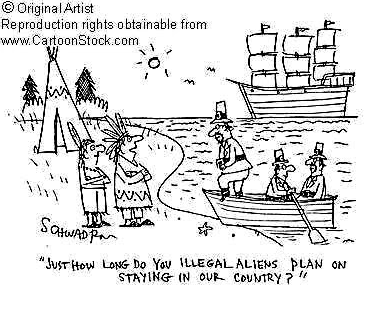 © Original Artist
Reproduction rights obtainable from
www.CartoonStock.com
SCHWADRON
"JUST HOW LONG DO YOU ILLEGAL ALIENS PLAN ON
STAYING IN OUR COUNTRY?"